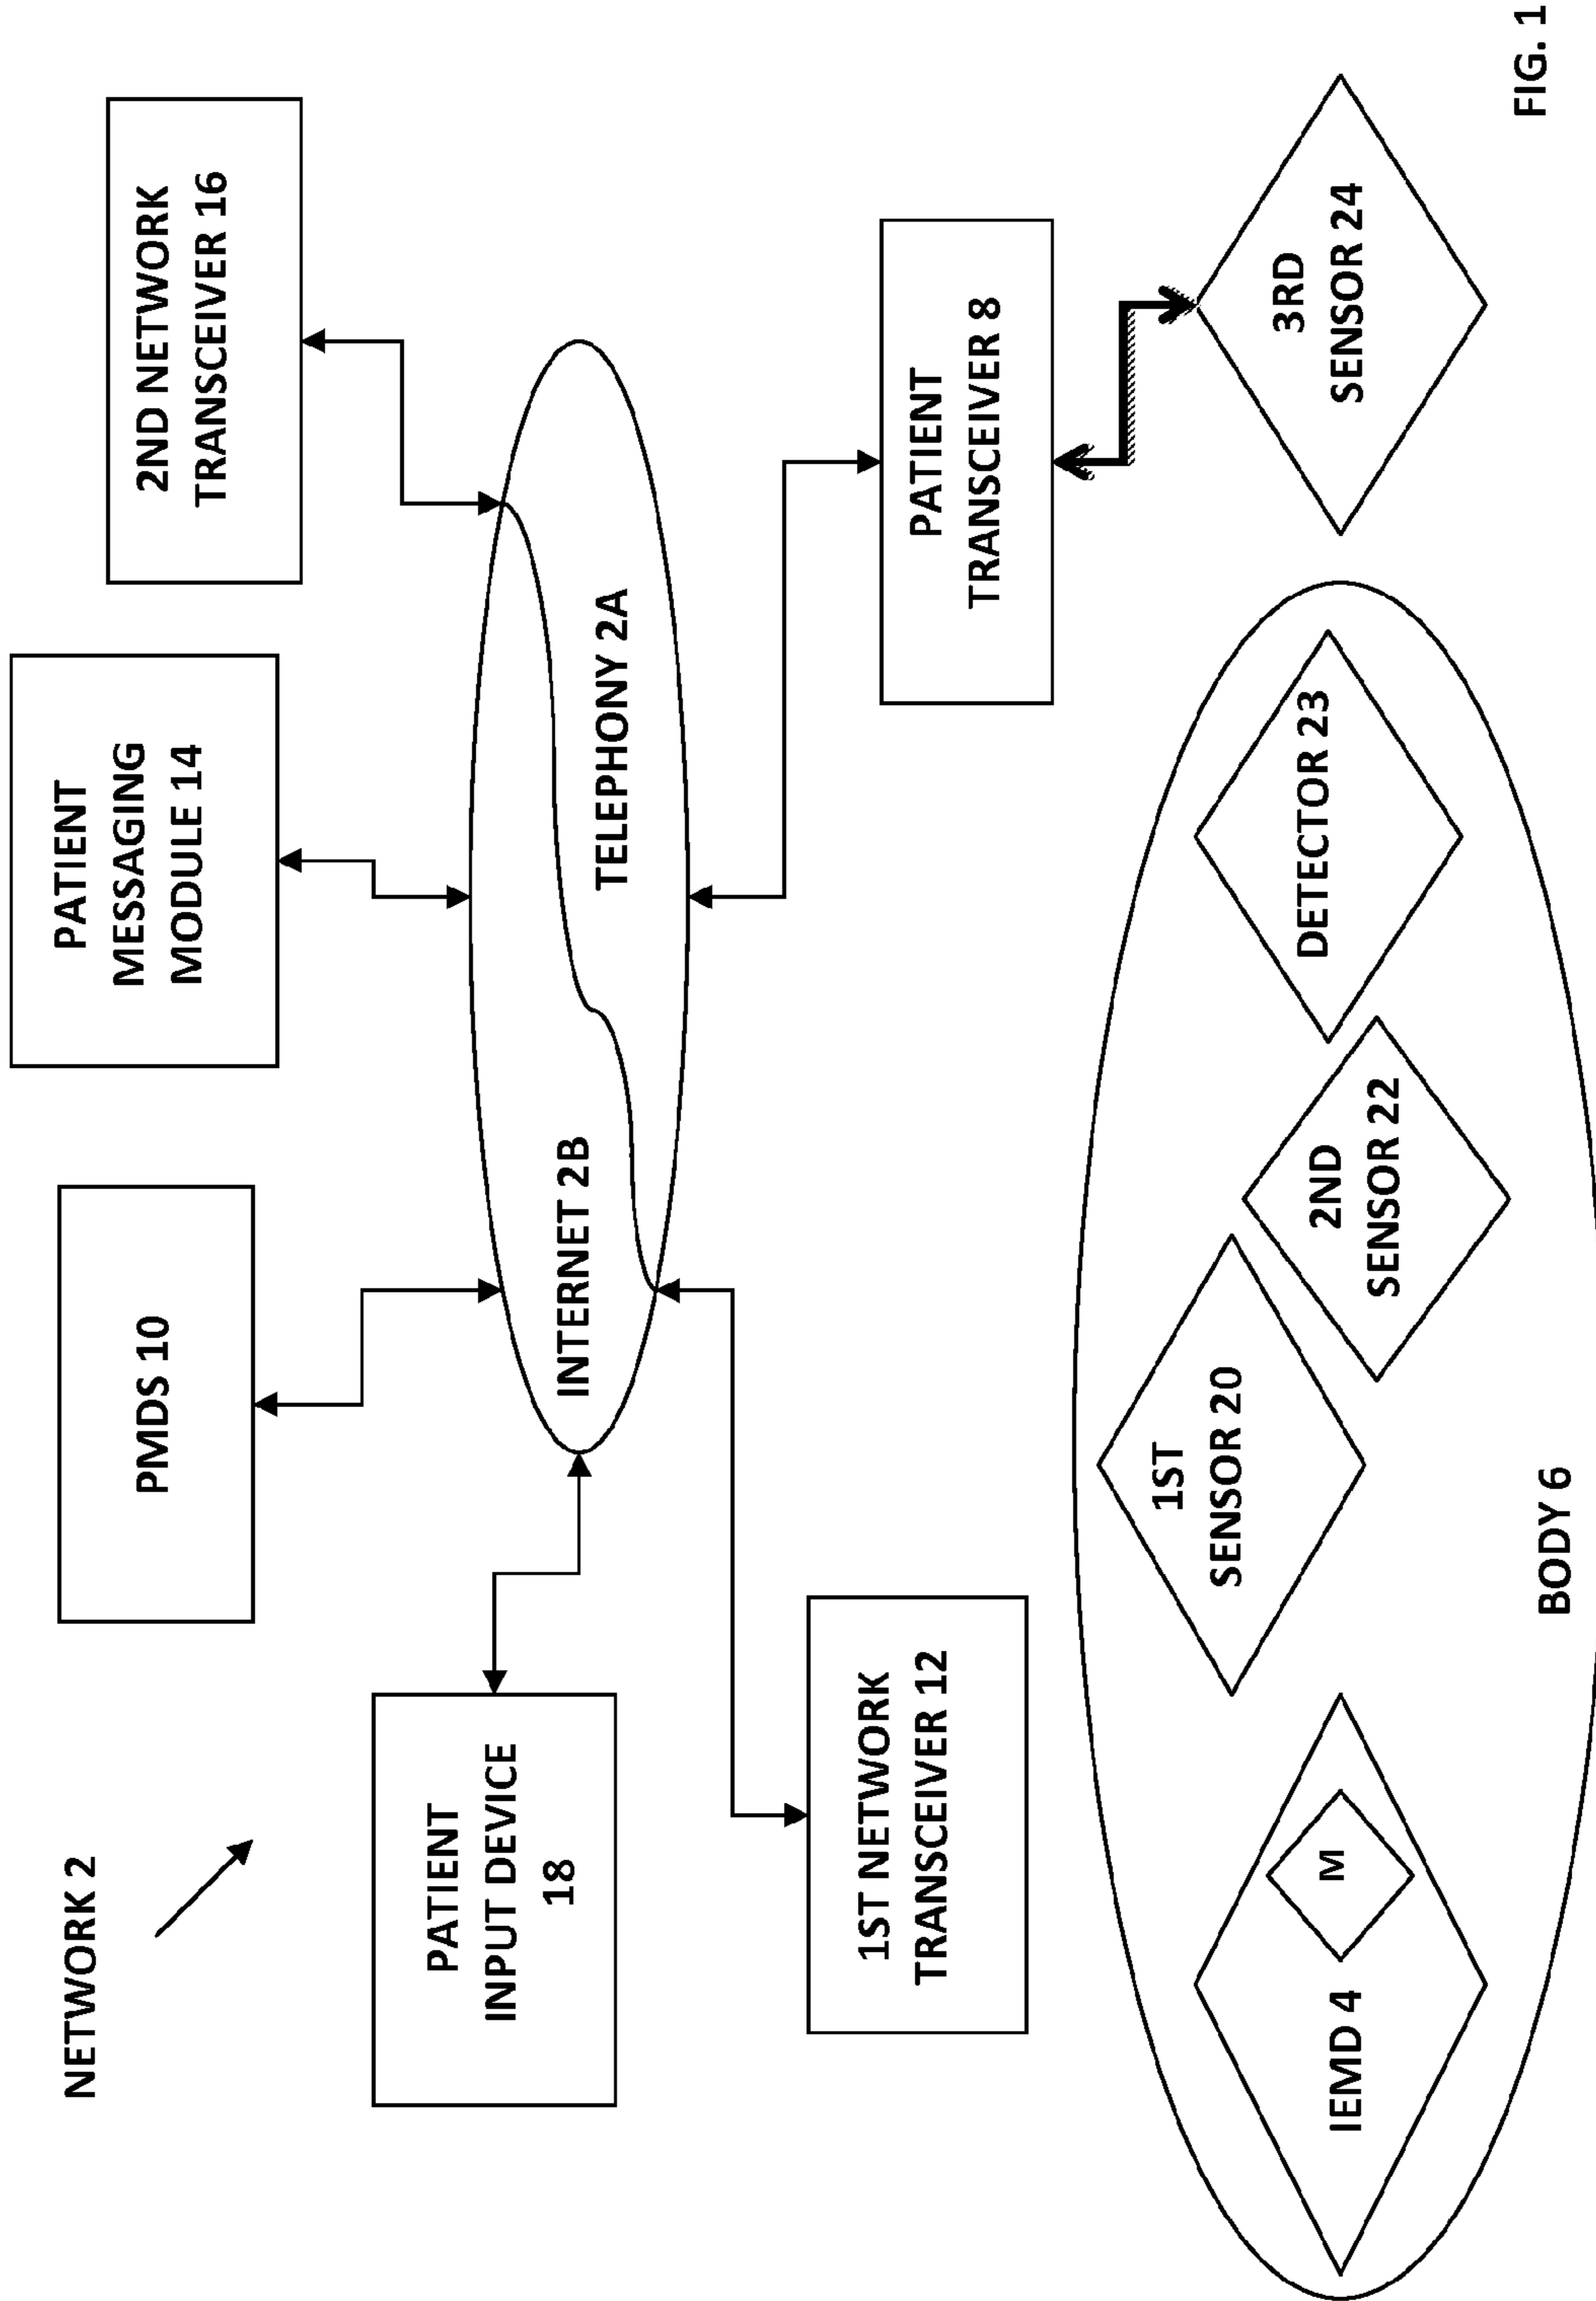 NETWORK 2
PMDS 10
PATIENT
MESSAGING
MODULE 14
2ND NETWORK
TRANSCEIVER 16
PATIENT
INPUT DEVICE
18
INTERNET 2B
TELEPHONY 2A
1ST NETWORK
TRANSCEIVER 12
PATIENT
TRANSCEIVER 8
IEMD 4
M
1ST
SENSOR 20
2ND
SENSOR 22
DETECTOR 23
3RD
SENSOR 24
BODY 6
FIG. 1